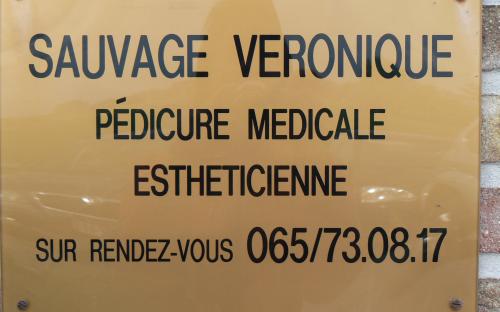 SAUVAGE VERONIQUE
PÉDICURE MEDICALE
ESTHETICIENNE
SUR RENDEZ-VOUS 065/73.08.17